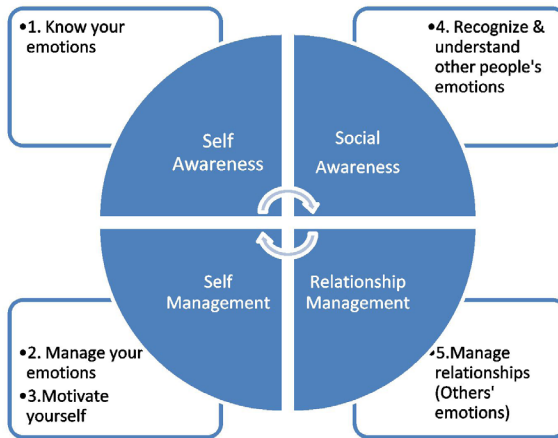 •1. Know your
emotions
•4. Recognize &
understand
other people's
emotions
Self
Awareness
Social
Awareness
Self
Management
Relationship
Management
•2. Manage your
emotions
•3.Motivate
yourself
•5.Manage
relationships
(Others'
emotions)